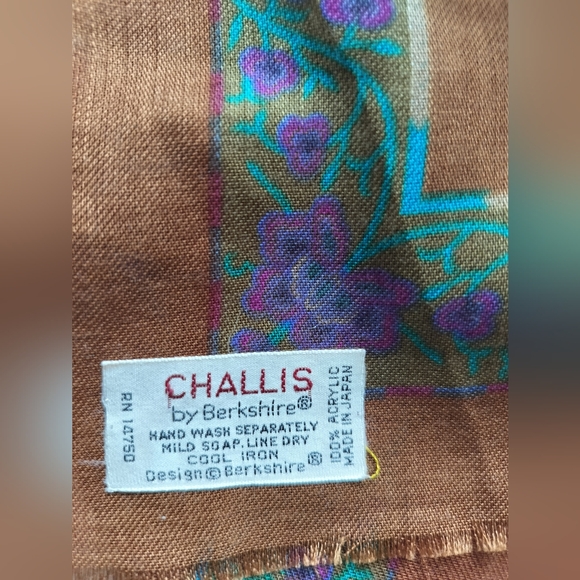 CHALLIS
by Berkshire®
HAND WASH SEPARATELY
MILD SOAP. LINE DRY
COOL IRON
Design © Berkshire®
RN 14750
100% ACRYLIC
MADE IN JAPAN